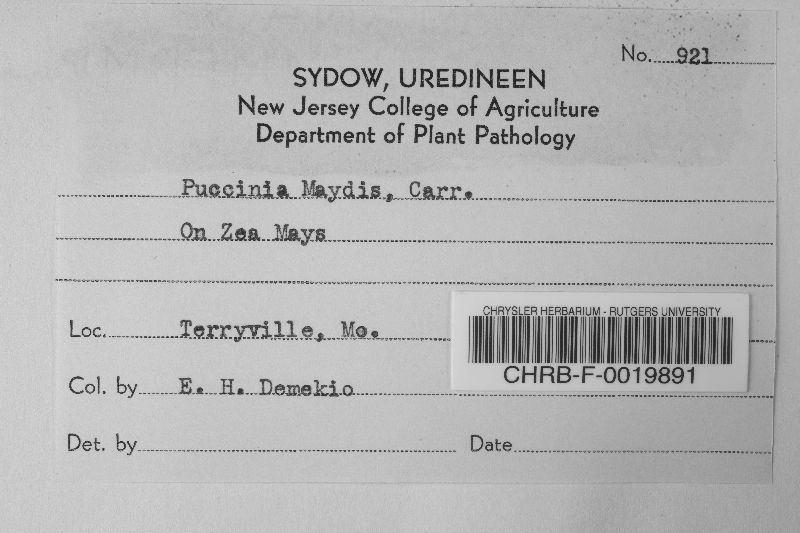 No. 921
SYDOW, UREDINEEN
New Jersey College of Agriculture
Department of Plant Pathology
Puccinia Maydis, Carr.
On Zea Mays
Loc. Terryville, Mo.
CHRYSLER HERBARIUM - RUTGERS UNIVERSITY
CHRB-F-0019891
Col. by E. H. Demekio
Det. by
Date